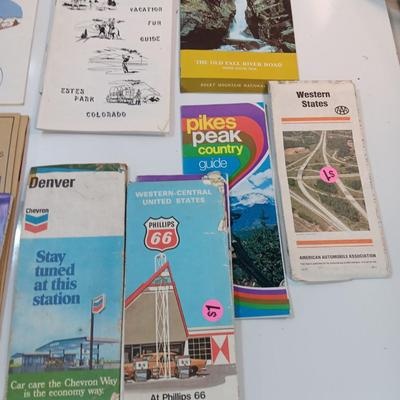 VACATION
FUN
GUIDE
ESTES
PARK
COLORADO
THE OLD FALL RIVER ROAD
ROCKY MOUNTAIN NATIONAL
pikes
peak
country
guide
Western
States
AAA
$1
AMERICAN AUTOMOBILE ASSOCIATION
Denver
Chevron
Stay
tuned
at this
station
Car care the Chevron Way
is the economy way.
WESTERN-CENTRAL
UNITED STATES
PHILLIPS
66
$1
At Phillips 66